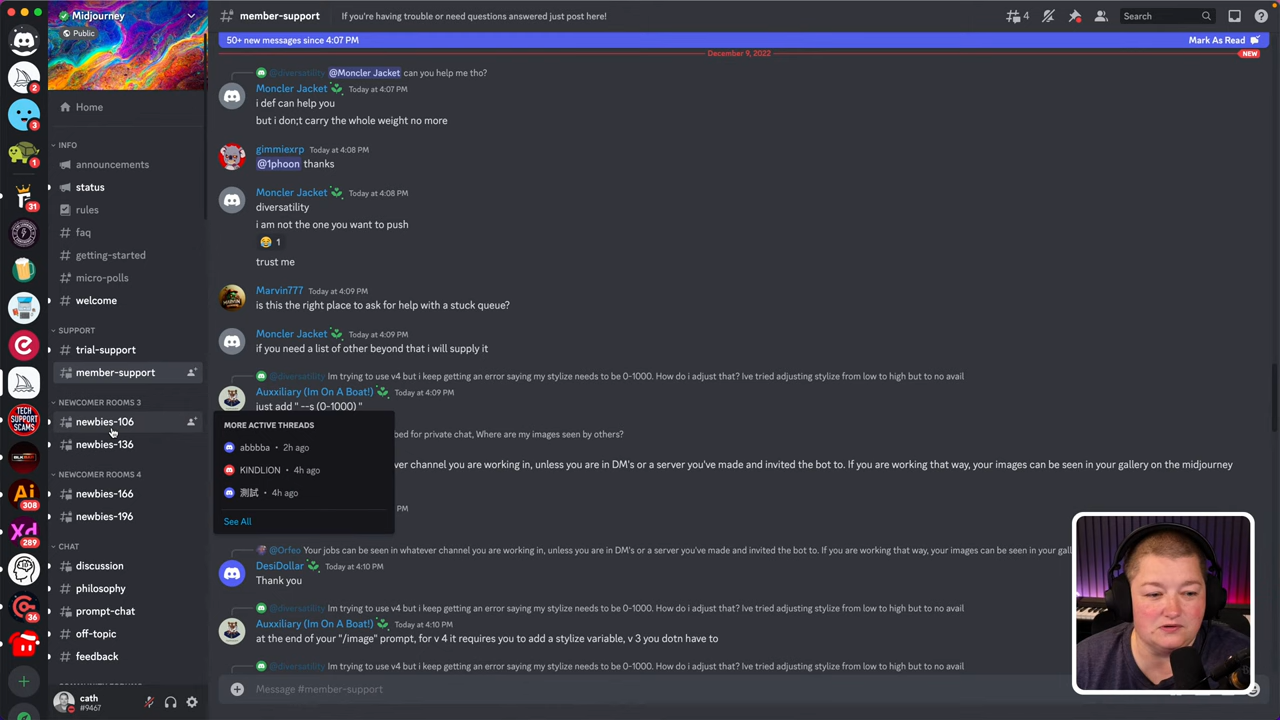 Midjourney
Public
Home
INFO
announcements
status
rules
faq
getting-started
micro-polls
welcome
SUPPORT
trial-support
member-support
NEWCOMER ROOMS 3
newbies-106
newbies-136
NEWCOMER ROOMS 4
newbies-166
newbies-196
CHAT
discussion
philosophy
prompt-chat
off-topic
feedback
cath
#9467
2
3
1
31
TECH
SUPPORT
SCAMS
Ai
308
Xd
289
36
member-support
If you're having trouble or need questions answered just post here!
4
Search
50+ new messages since 4:07 PM
Mark As Read
December 9, 2022
NEW
@diversatility @Moncler Jacket can you help me tho?
Moncler Jacket Today at 4:07 PM
i def can help you
but i don;t carry the whole weight no more
gimmiexrp Today at 4:08 PM
@1phoon thanks
Moncler Jacket Today at 4:08 PM
diversatility
i am not the one you want to push
1
trust me
Marvin777 Today at 4:09 PM
is this the right place to ask for help with a stuck queue?
Moncler Jacket Today at 4:09 PM
if you need a list of other beyond that i will supply it
@diversatility Im trying to use v4 but i keep getting an error saying my stylize needs to be 0-1000. How do i adjust that? Ive tried adjusting stylize from low to high but to no avail
Auxxiliary (Im On A Boat!) Today at 4:09 PM
just add " --s (0-1000) "
MORE ACTIVE THREADS
abbbba • 2h ago
KINDLION • 4h ago
測試 • 4h ago
See All
bed for private chat, Where are my images seen by others?
ver channel you are working in, unless you are in DM's or a server you've made and invited the bot to. If you are working that way, your images can be seen in your gallery on the midjourney
PM
@Orfeo Your jobs can be seen in whatever channel you are working in, unless you are in DM's or a server you've made and invited the bot to. If you are working that way, your images can be seen in your gal
DesiDollar Today at 4:10 PM
Thank you
@diversatility Im trying to use v4 but i keep getting an error saying my stylize needs to be 0-1000. How do i adjust that? Ive tried adjusting stylize from low to high but to no avail
Auxxiliary (Im On A Boat!) Today at 4:10 PM
at the end of your "/image" prompt, for v 4 it requires you to add a stylize variable, v 3 you dotn have to
@diversatility Im trying to use v4 but i keep getting an error saying my stylize needs to be 0-1000. How do i adjust that? Ive tried adjusting stylize from low to high but to no avail
Message #member-support